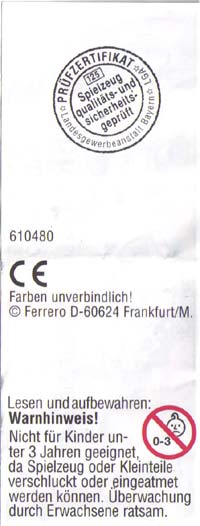 PRÜFZERTIFIKAT LGA
125
Spielzeug
qualitäts- und
sicherheits-
geprüft
Landesgewerbeanstalt Bayern
610480
CE
Farben unverbindlich!
© Ferrero D-60624 Frankfurt/M.
Lesen und aufbewahren:
Warnhinweis!
Nicht für Kinder un-
ter 3 Jahren geeignet,
da Spielzeug oder Kleinteile
verschluckt oder eingeatmet
werden können. Überwachung
durch Erwachsene ratsam.
0-3